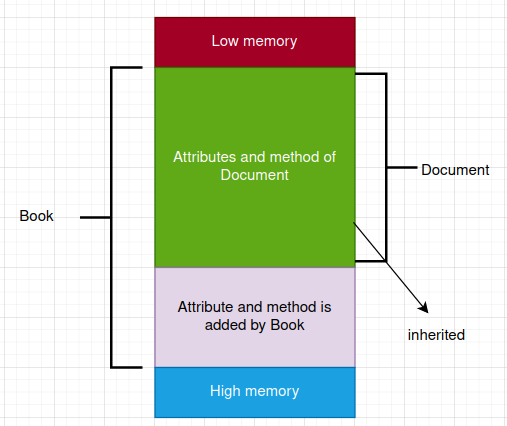 Low memory
Attributes and method of
Document
Document
Book
Attribute and method is
added by Book
inherited
High memory